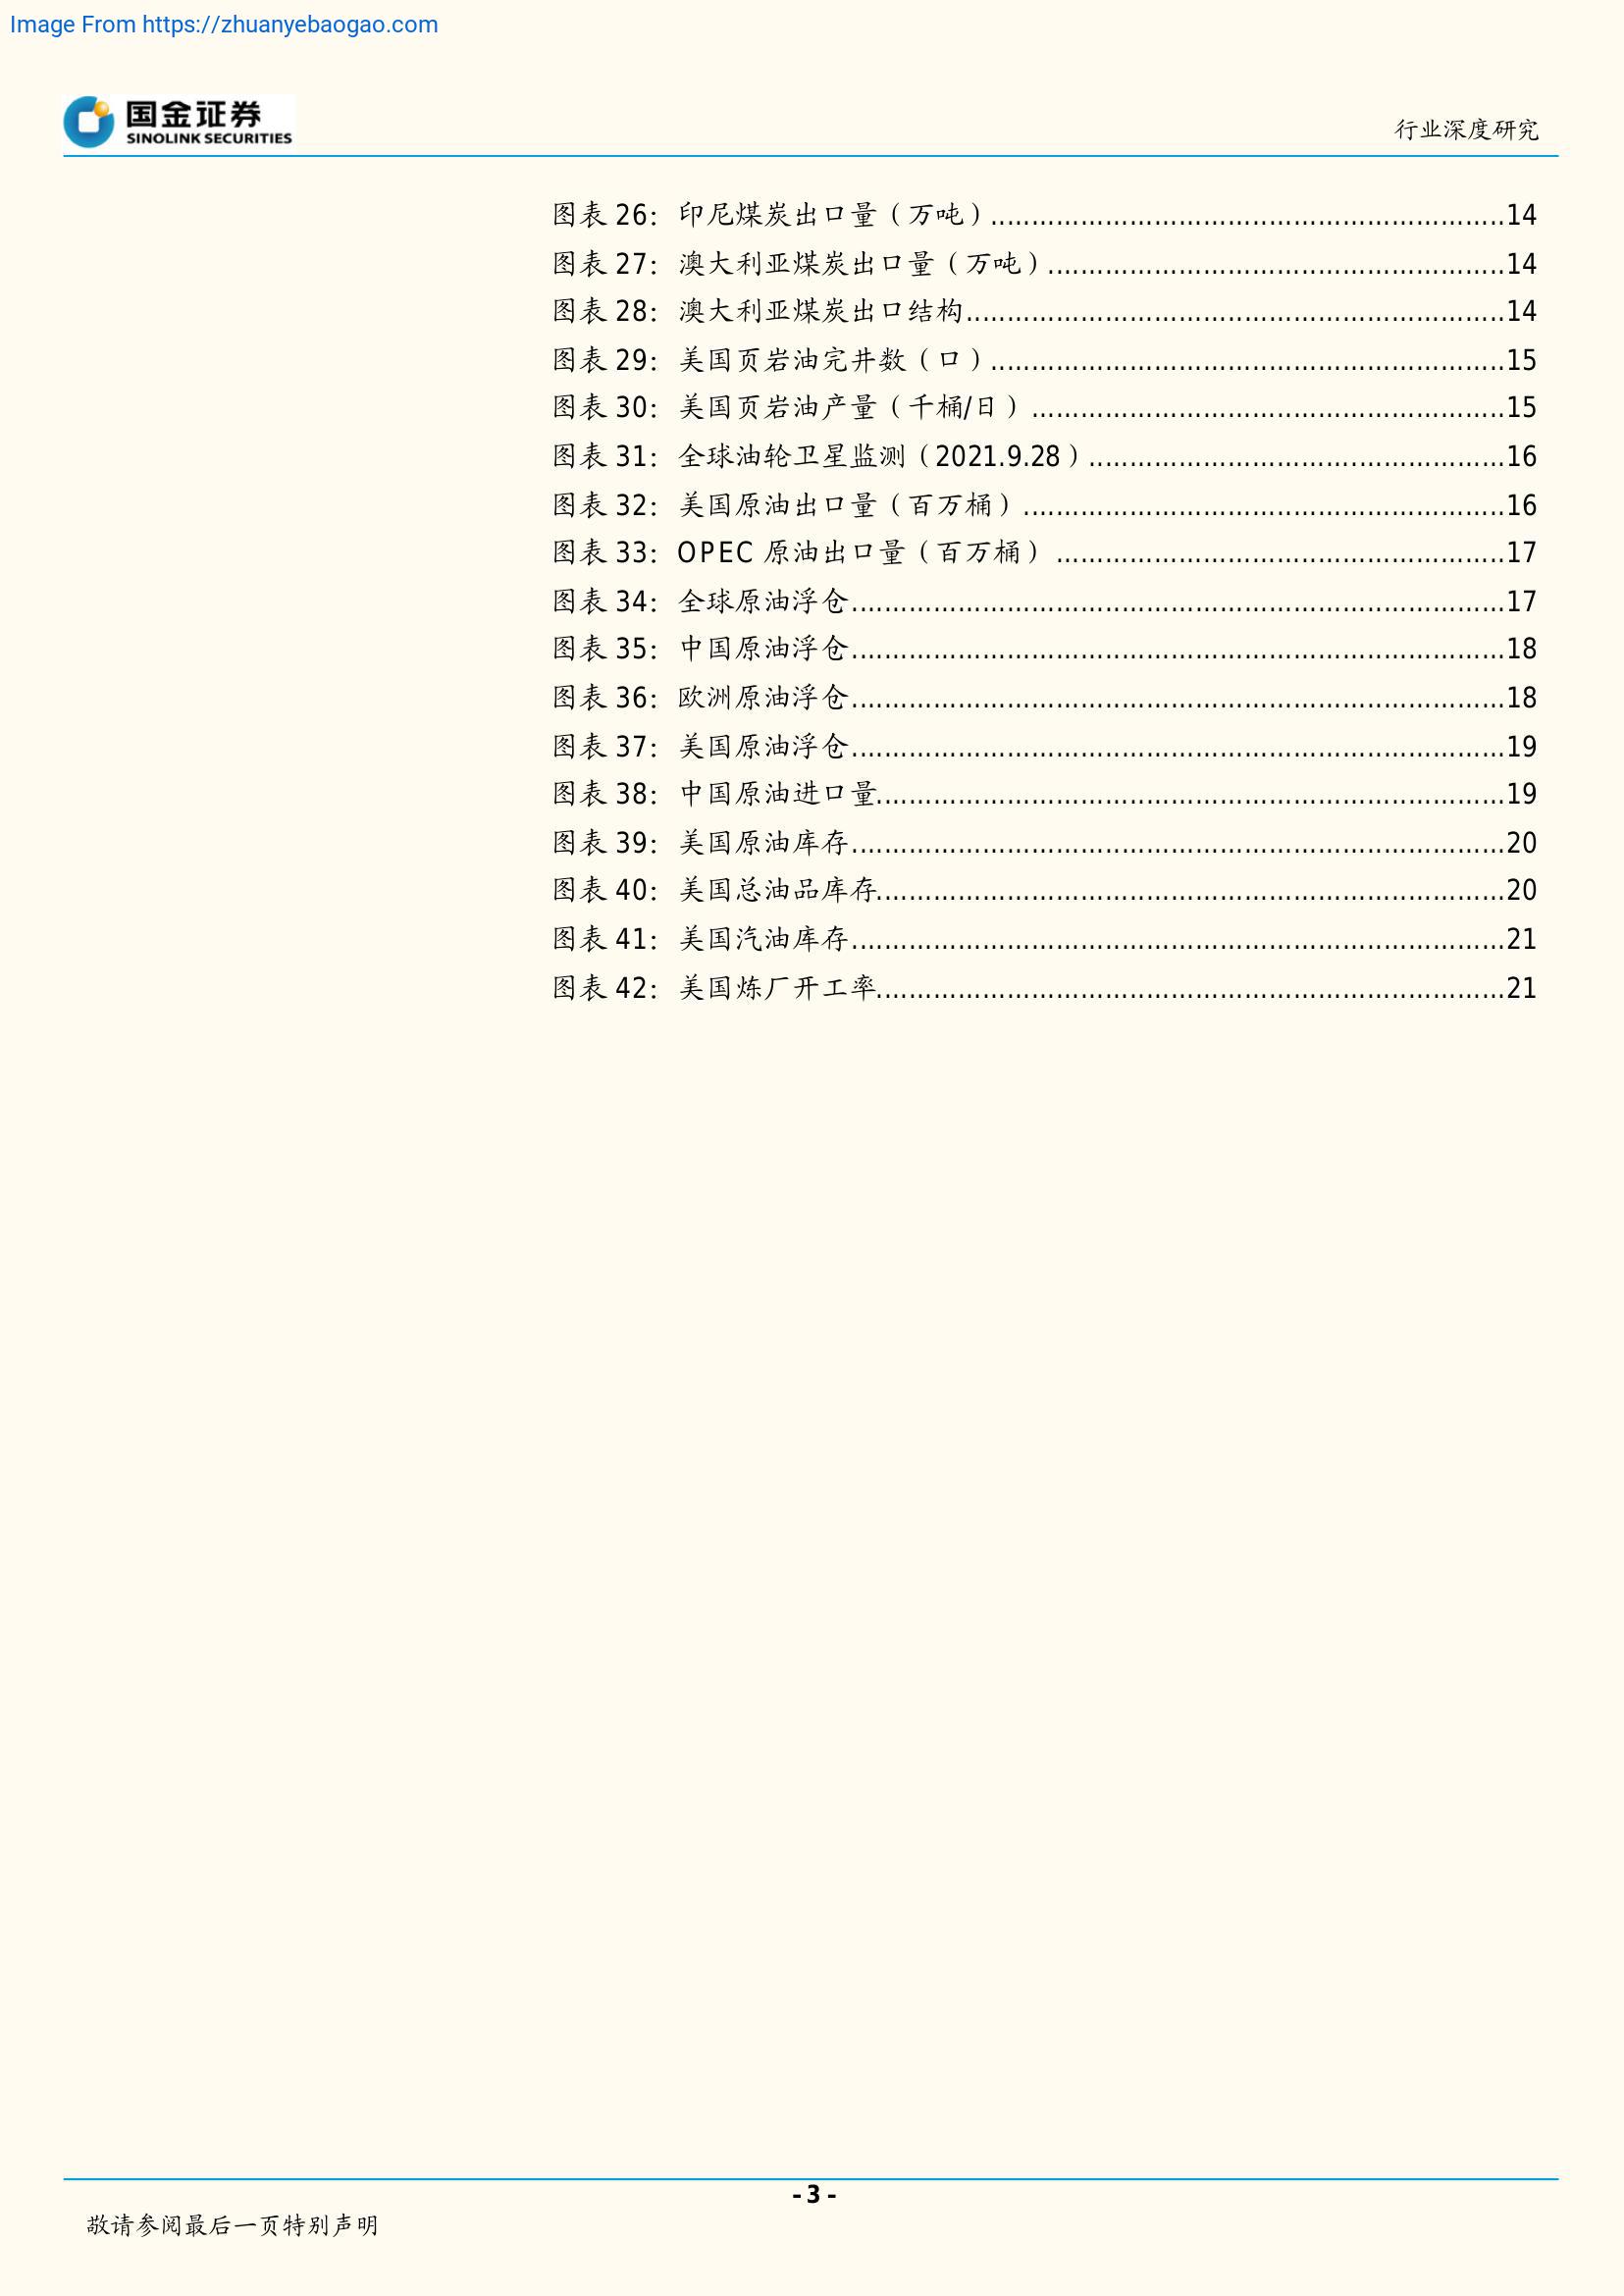 Image From https://zhuanyebaogao.com
国金证券
SINOLINK SECURITIES
行业深度研究
图表 26: 印尼煤炭出口量（万吨）..............................................................14
图表 27: 澳大利亚煤炭出口量（万吨）.......................................................14
图表 28: 澳大利亚煤炭出口结构.................................................................14
图表 29: 美国页岩油完井数（口）..............................................................15
图表 30: 美国页岩油产量（千桶/日）.........................................................15
图表 31: 全球油轮卫星监测（2021.9.28）..................................................16
图表 32: 美国原油出口量（百万桶）..........................................................16
图表 33: OPEC 原油出口量（百万桶）......................................................17
图表 34: 全球原油浮仓...............................................................................17
图表 35: 中国原油浮仓...............................................................................18
图表 36: 欧洲原油浮仓...............................................................................18
图表 37: 美国原油浮仓...............................................................................19
图表 38: 中国原油进口量............................................................................19
图表 39: 美国原油库存...............................................................................20
图表 40: 美国总油品库存............................................................................20
图表 41: 美国汽油库存...............................................................................21
图表 42: 美国炼厂开工率............................................................................21
- 3 -
敬请参阅最后一页特别声明